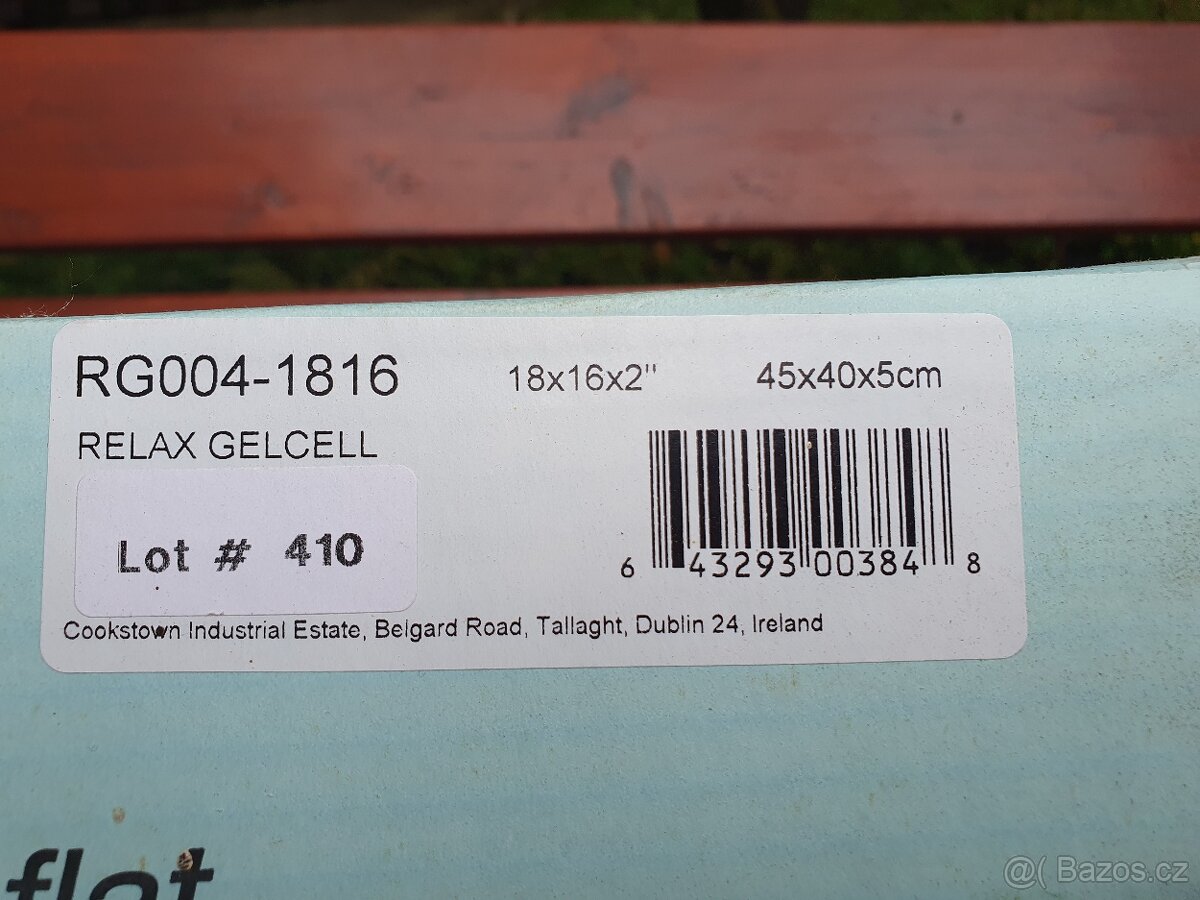 RG004-1816 18x16x2" 45x40x5cm
RELAX GELCELL
Lot # 410
6 43293 00384 8
Cookstown Industrial Estate, Belgard Road, Tallaght, Dublin 24, Ireland
flat
@( Bazos.cz